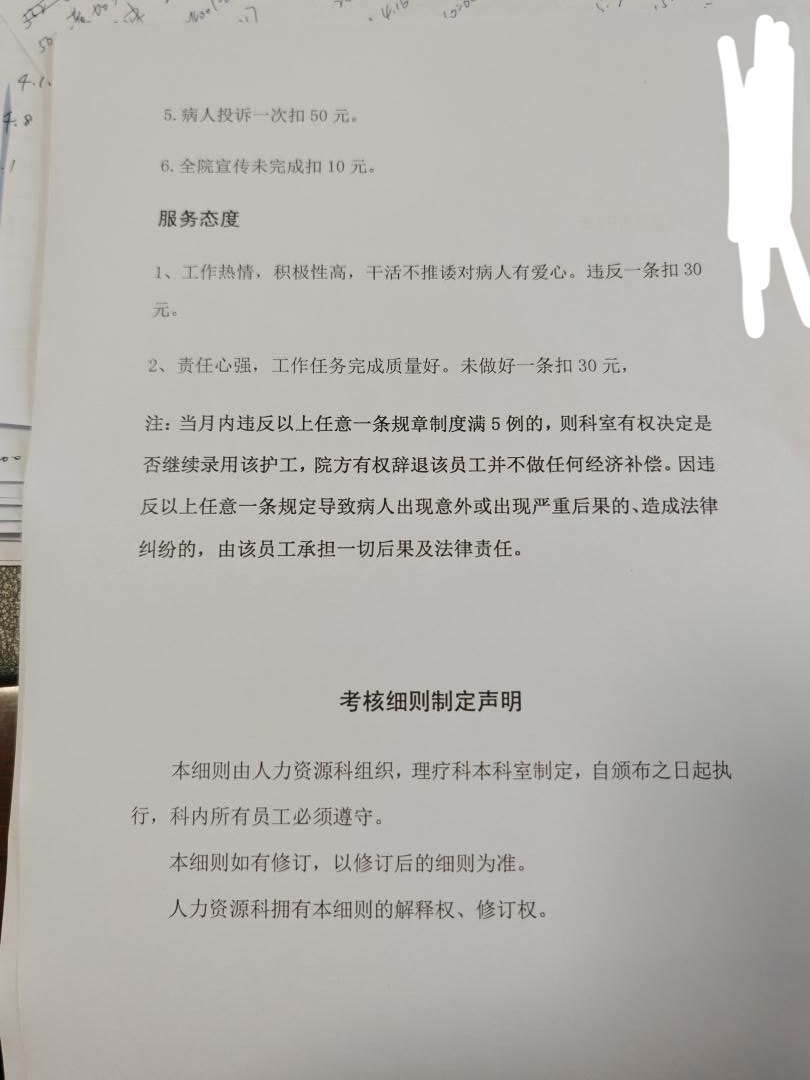 50
4.16
10:00
4.1.
4.8
5. 病人投诉一次扣 50 元。
6. 全院宣传未完成扣 10 元。
服务态度
1、工作热情，积极性高，干活不推诿对病人有爱心。违反一条扣 30
元。
2、责任心强，工作任务完成质量好。未做好一条扣 30 元，
注：当月内违反以上任意一条规章制度满 5 例的，则科室有权决定是
否继续录用该护工，院方有权辞退该员工并不做任何经济补偿。因违
反以上任意一条规定导致病人出现意外或出现严重后果的、造成法律
纠纷的，由该员工承担一切后果及法律责任。
考核细则制定声明
本细则由人力资源科组织，理疗科本科室制定，自颁布之日起执
行，科内所有员工必须遵守。
本细则如有修订，以修订后的细则为准。
人力资源科拥有本细则的解释权、修订权。